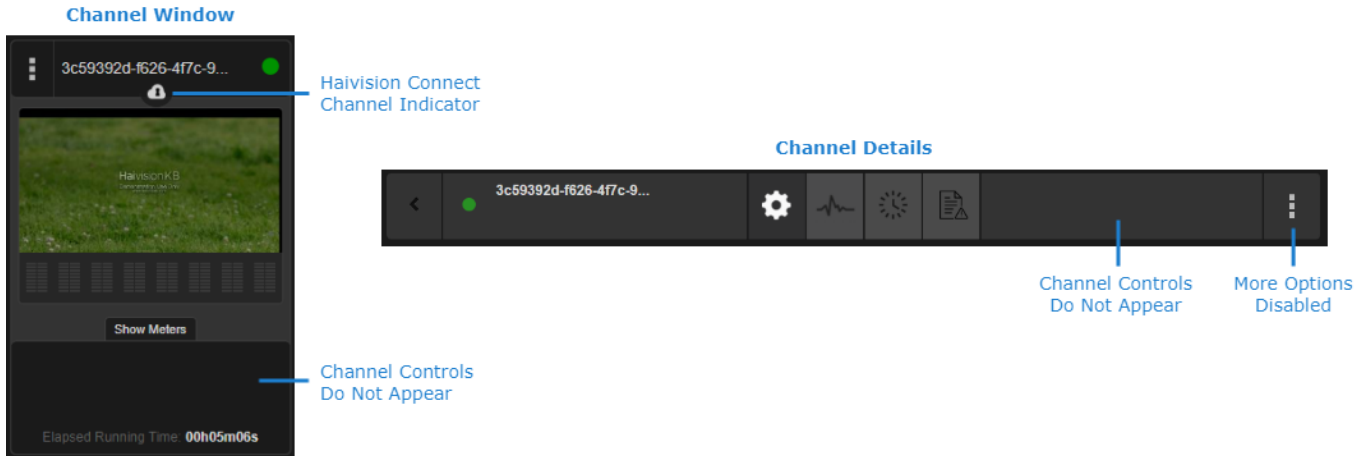 Channel Window
3c59392d-f626-4f7c-9...
Haivision Connect
Channel Indicator
HaivisionKB
Show Meters
Channel Controls
Do Not Appear
Elapsed Running Time: 00h05m06s
Channel Details
3c59392d-f626-4f7c-9...
Channel Controls
Do Not Appear
More Options
Disabled